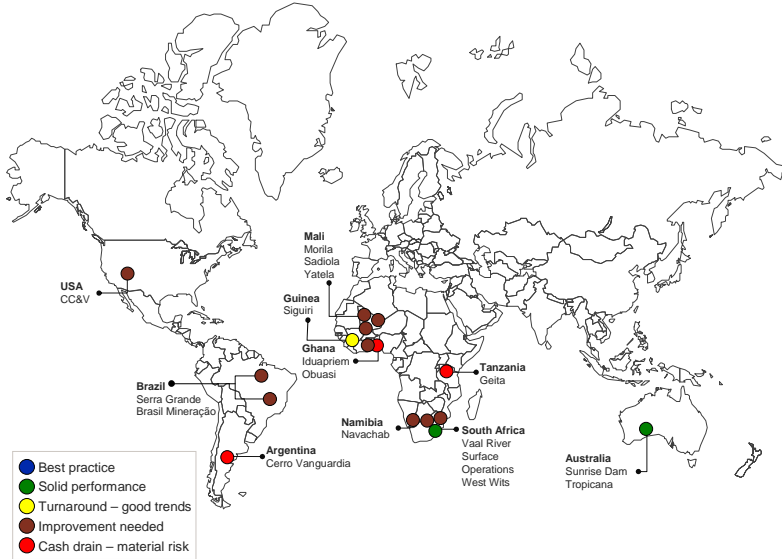 Mali
Morila
Sadiola
Yatela
USA
CC&V
Guinea
Siguiri
Ghana
Iduapriem
Obuasi
Tanzania
Geita
Brazil
Serra Grande
Brasil Mineração
Namibia
Navachab
South Africa
Vaal River
Surface
Operations
West Wits
Argentina
Cerro Vanguardia
Australia
Sunrise Dam
Tropicana
Best practice
Solid performance
Turnaround – good trends
Improvement needed
Cash drain – material risk